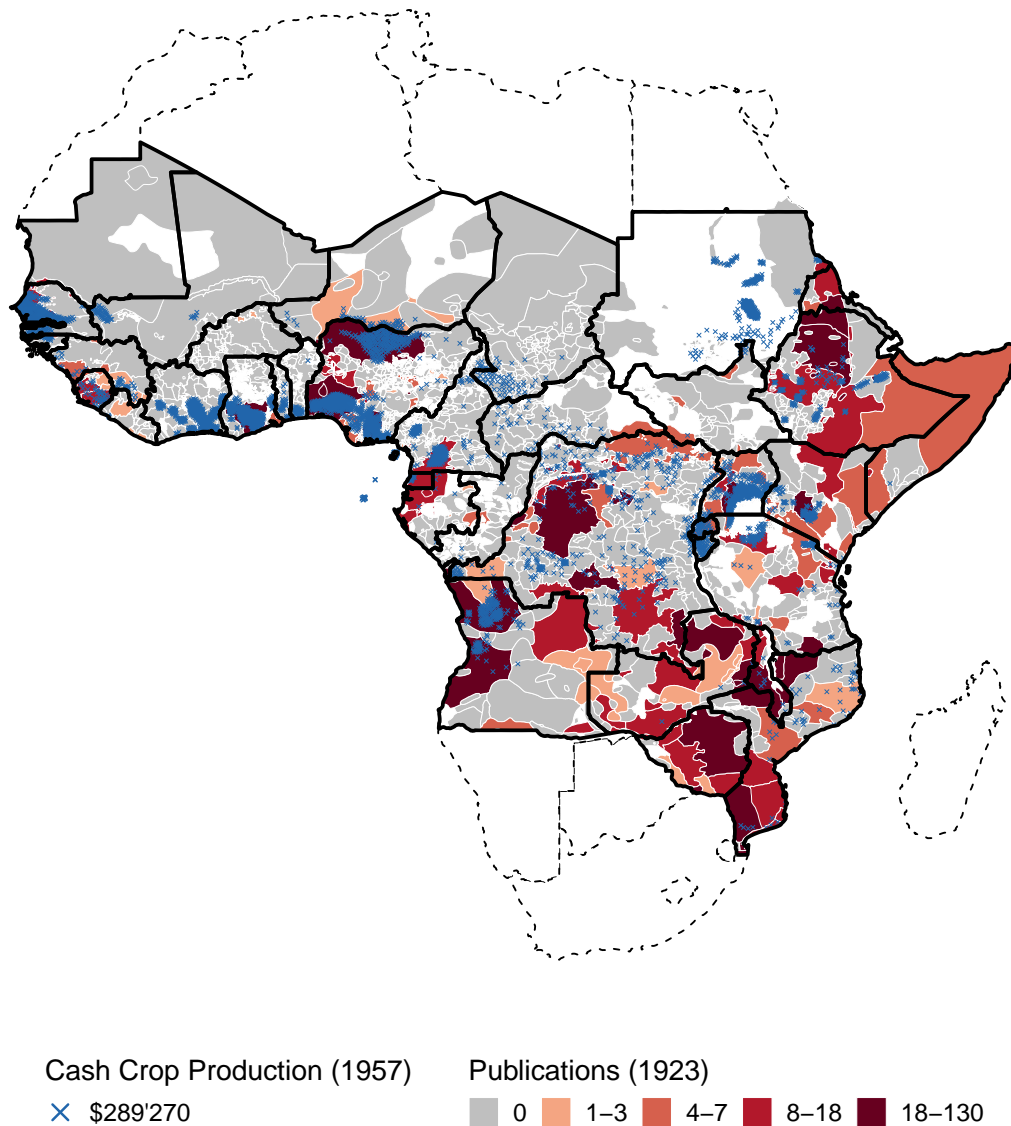 Cash Crop Production (1957)
$289'270
Publications (1923)
0 1–3 4–7 8–18 18–130